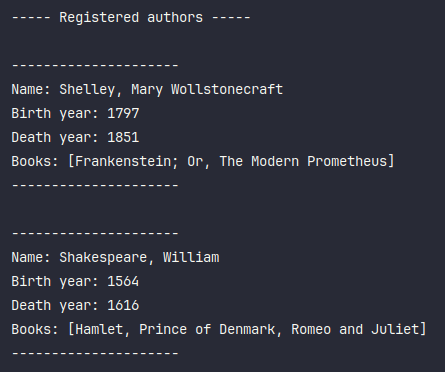 ----- Registered authors -----
---------------------
Name: Shelley, Mary Wollstonecraft
Birth year: 1797
Death year: 1851
Books: [Frankenstein; Or, The Modern Prometheus]
---------------------
---------------------
Name: Shakespeare, William
Birth year: 1564
Death year: 1616
Books: [Hamlet, Prince of Denmark, Romeo and Juliet]
---------------------